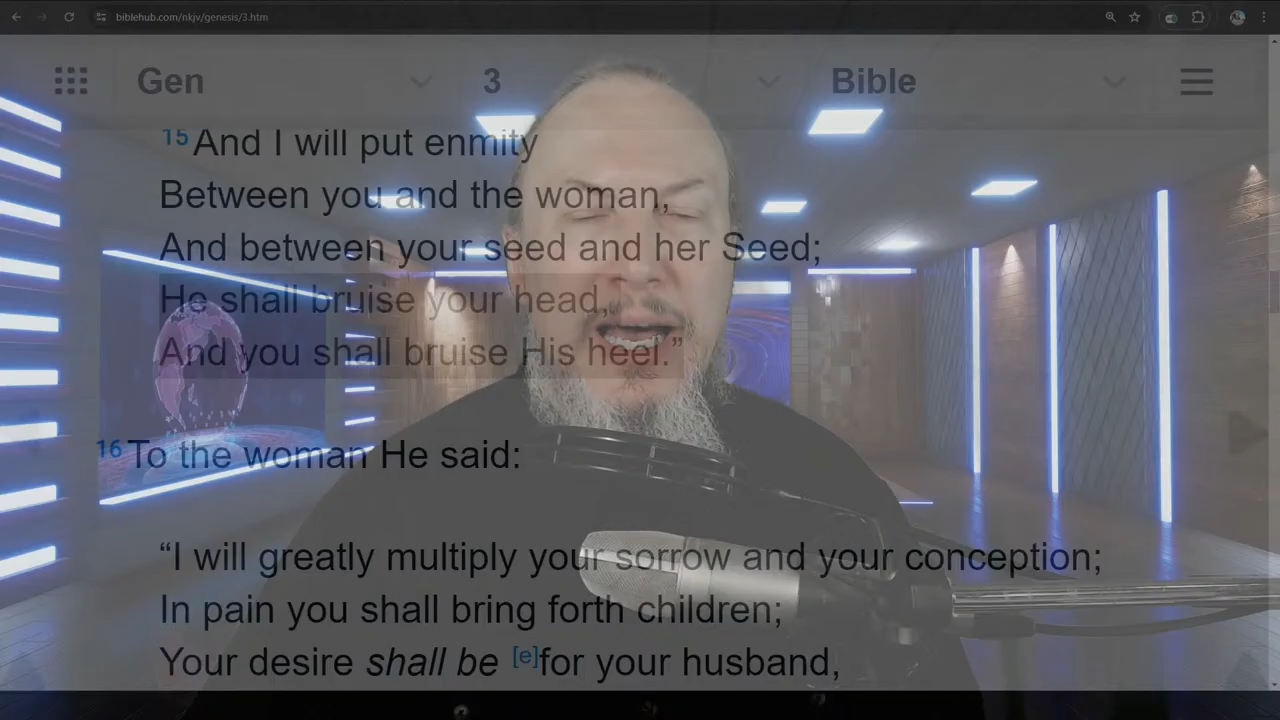 biblehub.com/nkjv/genesis/3.htm
Gen 3 Bible
15 And I will put enmity
Between you and the woman,
And between your seed and her Seed;
He shall bruise your head,
And you shall bruise His heel.”
16 To the woman He said:
“I will greatly multiply your sorrow and your conception;
In pain you shall bring forth children;
Your desire shall be [e]for your husband,